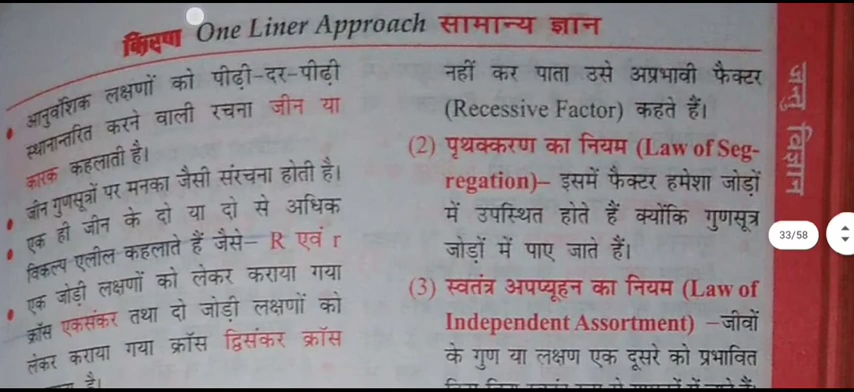 किरण One Liner Approach सामान्य ज्ञान
आनुवंशिक लक्षणों को पीढ़ी-दर-पीढ़ी
स्थानान्तरित करने वाली रचना जीन या
कारक कहलाती है।
जीन गुणसूत्रों पर मनका जैसी संरचना होती है।
एक ही जीन के दो या दो से अधिक
विकल्प एलील कहलाते हैं जैसे– R एवं r
एक जोड़ी लक्षणों को लेकर कराया गया
क्रॉस एकसंकर तथा दो जोड़ी लक्षणों को
लेकर कराया गया क्रॉस द्विसंकर क्रॉस
है।
नहीं कर पाता उसे अप्रभावी फैक्टर
(Recessive Factor) कहते हैं।
(2) पृथक्करण का नियम (Law of Seg-
regation)– इसमें फैक्टर हमेशा जोड़ों
में उपस्थित होते हैं क्योंकि गुणसूत्र
जोड़ों में पाए जाते हैं।
(3) स्वतंत्र अपप्यूहन का नियम (Law of
Independent Assortment) –जीवों
के गुण या लक्षण एक दूसरे को प्रभावित
जन्तु विज्ञान
33/58